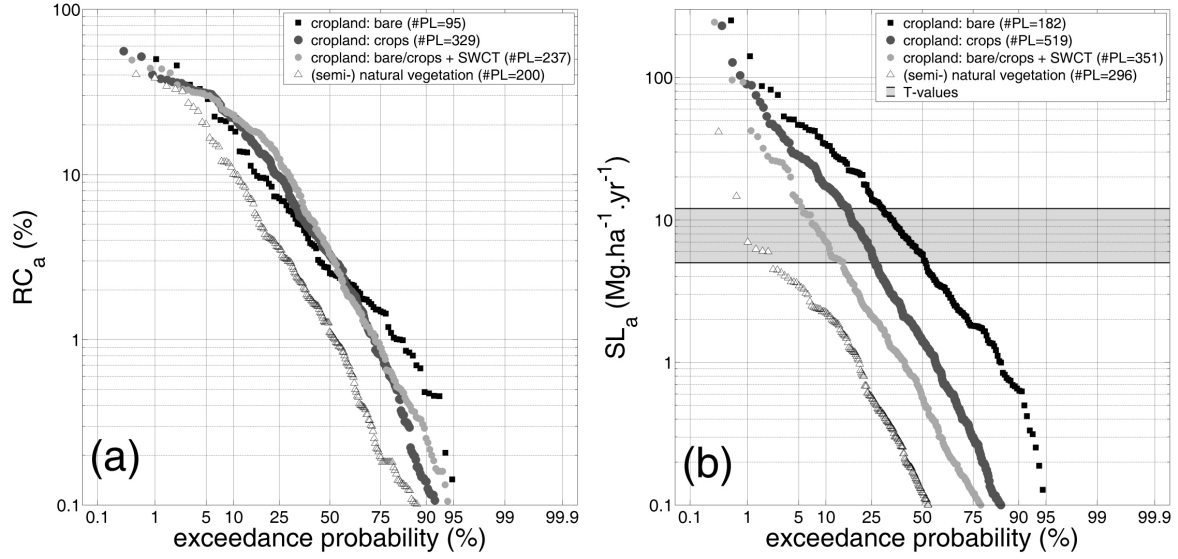 100
10
1
0.1
RC_a (%)
cropland: bare (#PL=95)
cropland: crops (#PL=329)
cropland: bare/crops + SWCT (#PL=237)
(semi-) natural vegetation (#PL=200)
(a)
0.1 1 5 10 25 50 75 90 95 99 99.9
exceedance probability (%)
100
10
1
0.1
SL_a (Mg.ha^-1.yr^-1)
cropland: bare (#PL=182)
cropland: crops (#PL=519)
cropland: bare/crops + SWCT (#PL=351)
(semi-) natural vegetation (#PL=296)
T-values
(b)
0.1 1 5 10 25 50 75 90 95 99 99.9
exceedance probability (%)